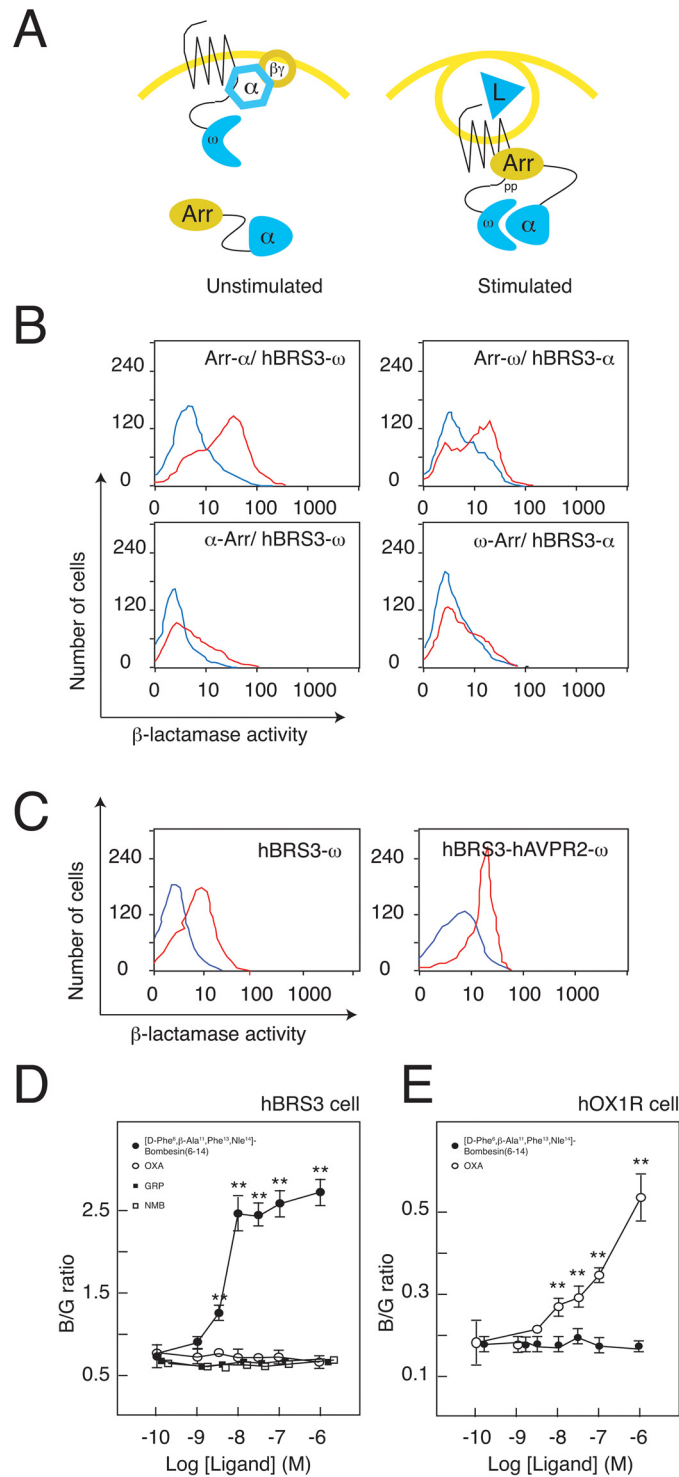 A
α
βγ
ω
Arr
α
Unstimulated
L
Arr
pp
ω
α
Stimulated
B
Number of cells
β-lactamase activity
Arr-α/ hBRS3-ω
240
120
0
0 10 100 1000
Arr-ω/ hBRS3-α
240
120
0
0 10 100 1000
α-Arr/ hBRS3-ω
240
120
0
0 10 100 1000
ω-Arr/ hBRS3-α
240
120
0
0 10 100 1000
C
Number of cells
β-lactamase activity
hBRS3-ω
240
120
0
0 10 100 1000
hBRS3-hAVPR2-ω
240
120
0
0 10 100 1000
D
hBRS3 cell
[D-Phe⁶,β-Ala¹¹,Phe¹³,Nle¹⁴]-
Bombesin(6-14)
OXA
GRP
NMB
** ** ** ** **
B/G ratio
2.5
1.5
0.5
-10 -9 -8 -7 -6
Log [Ligand] (M)
E
hOX1R cell
[D-Phe⁶,β-Ala¹¹,Phe¹³,Nle¹⁴]-
Bombesin(6-14)
OXA
** ** ** **
B/G ratio
0.5
0.3
0.1
-10 -9 -8 -7 -6
Log [Ligand] (M)